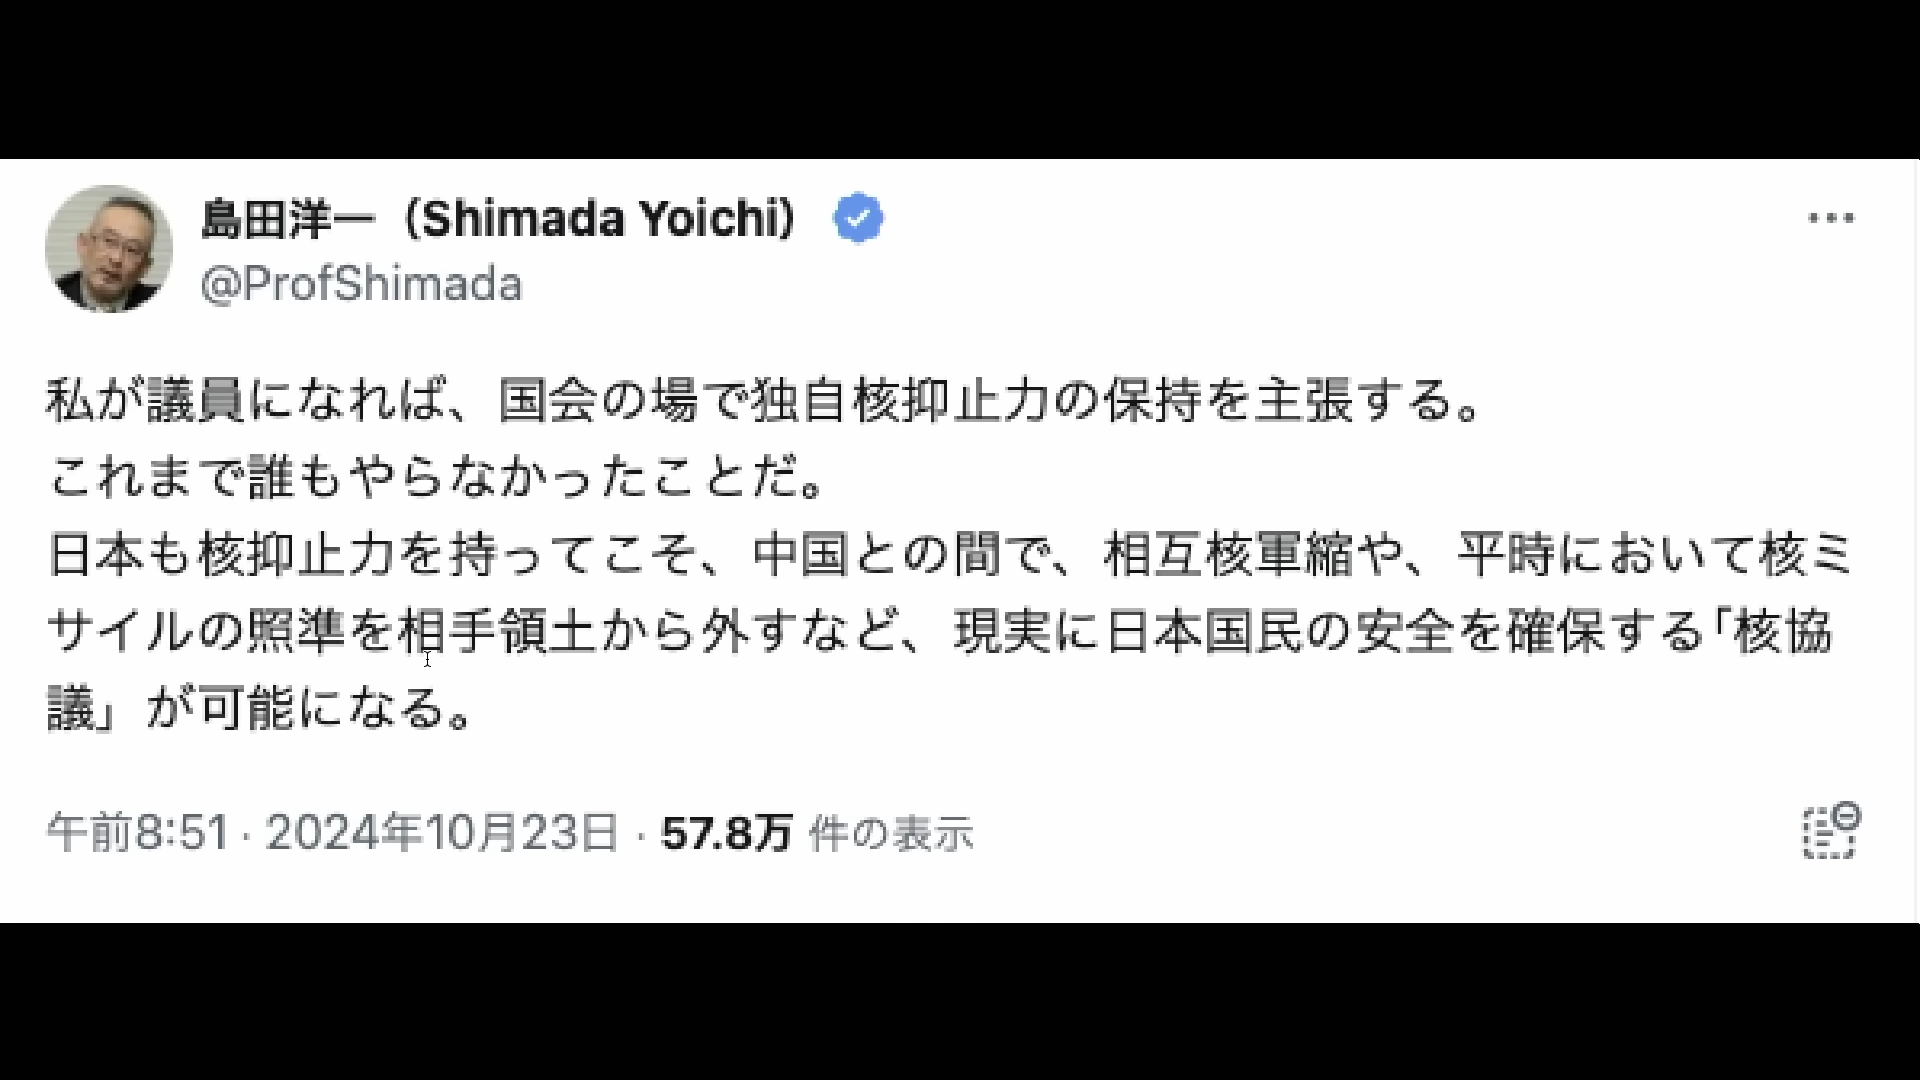 島田洋一（Shimada Yoichi）
@ProfShimada
私が議員になれば、国会の場で独自核抑止力の保持を主張する。
これまで誰もやらなかったことだ。
日本も核抑止力を持ってこそ、中国との間で、相互核軍縮や、平時において核ミ
サイルの照準を相手領土から外すなど、現実に日本国民の安全を確保する「核協
議」が可能になる。
午前8:51 · 2024年10月23日 · 57.8万 件の表示